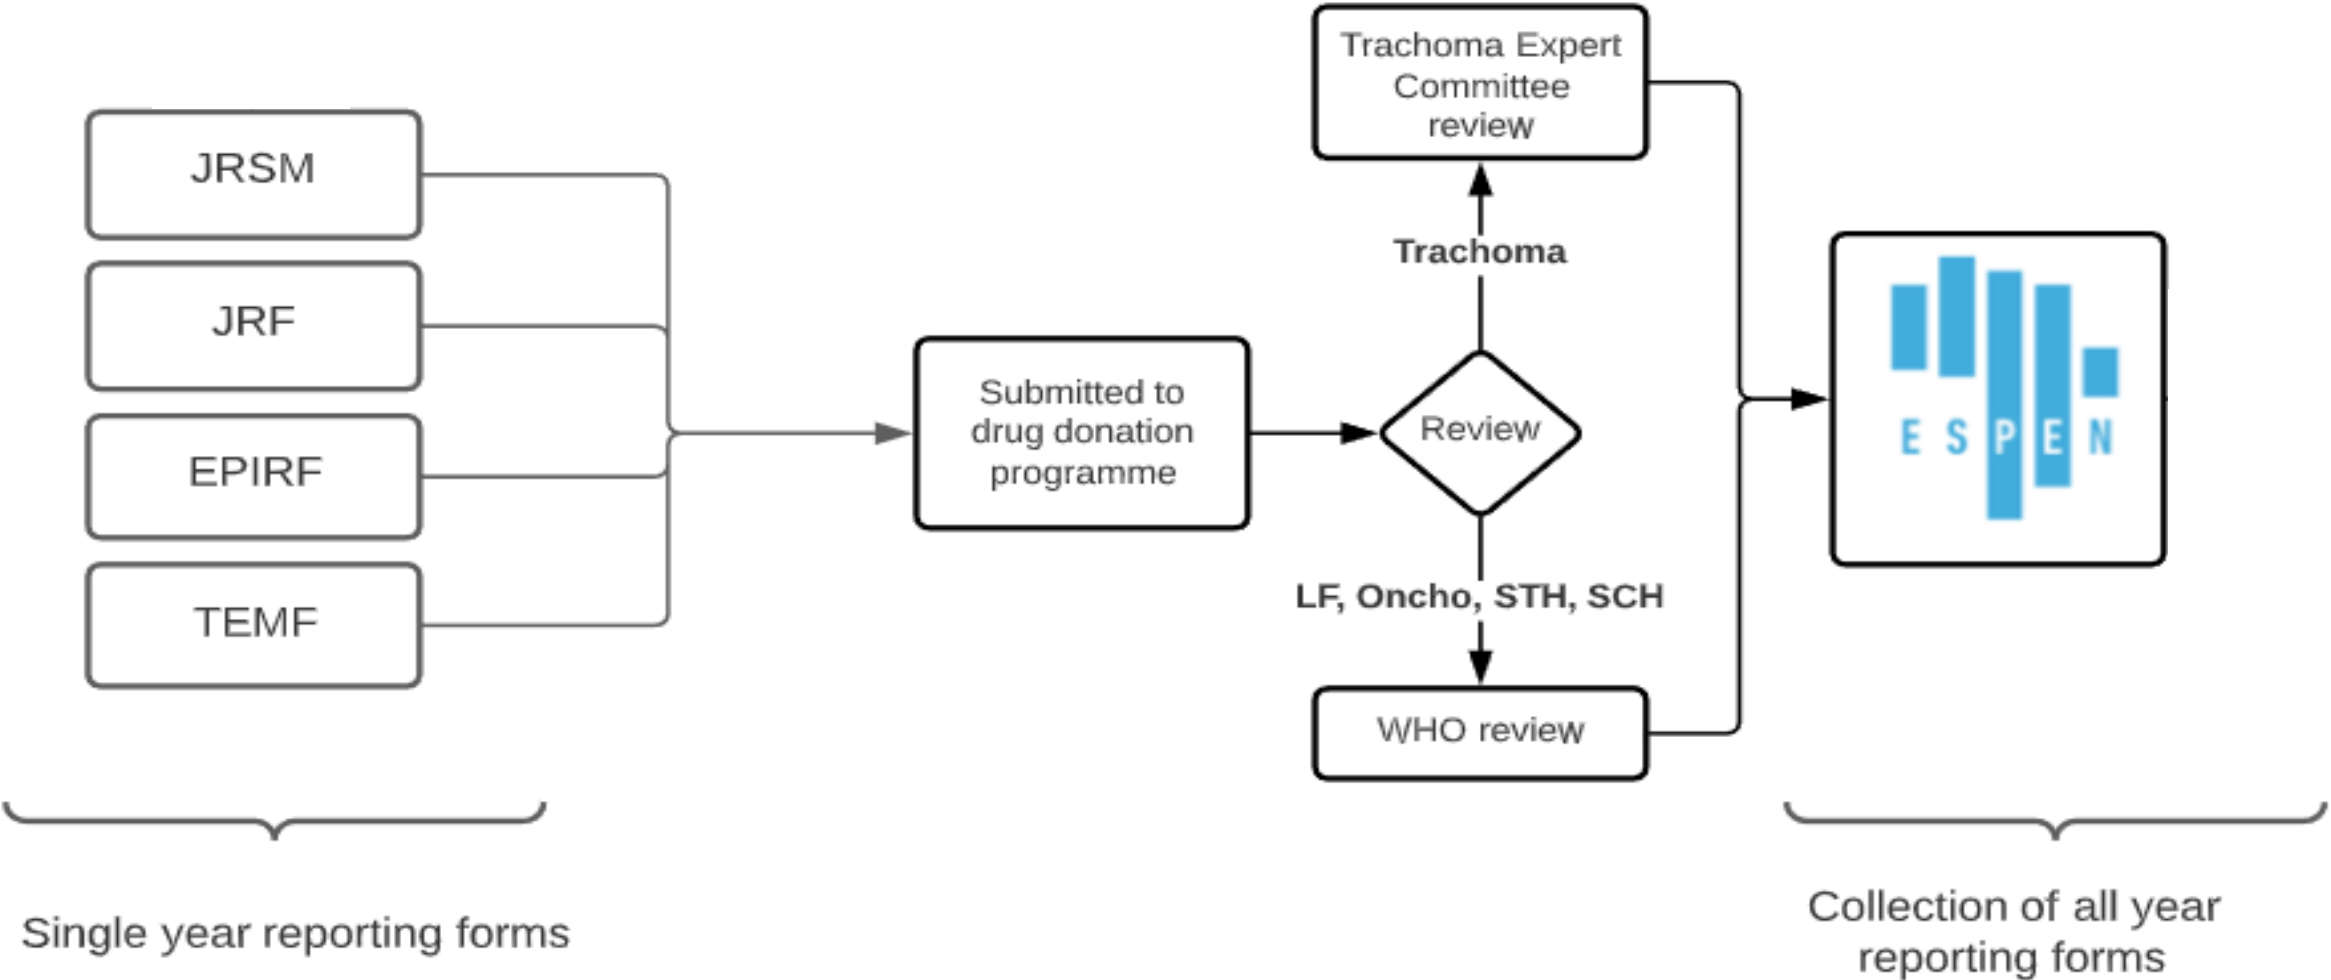 JRSM
JRF
EPIRF
TEMF
Single year reporting forms
Submitted to
drug donation
programme
Trachoma Expert
Committee
review
Trachoma
Review
LF, Oncho, STH, SCH
WHO review
ESPEN
Collection of all year
reporting forms